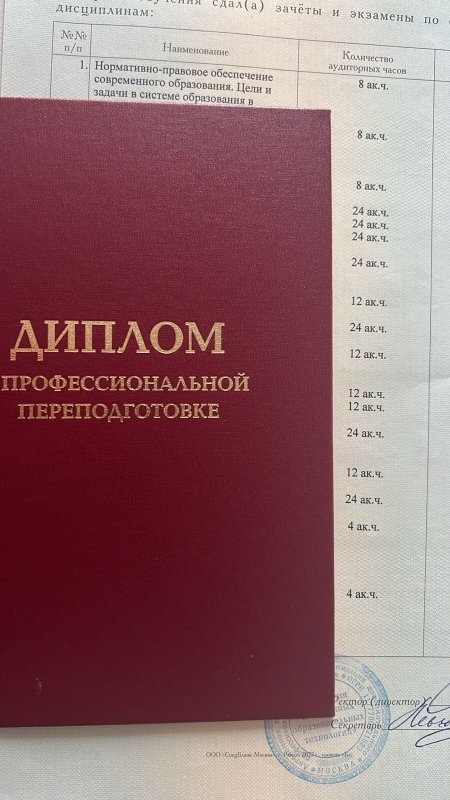 сдал(а) зачёты и экзамены по
дисциплинам:
№№ п/п
Наименование
Количество аудиторных часов
1. Нормативно-правовое обеспечение
современного образования. Цели и
задачи в системе образования в
8 ак.ч.
8 ак.ч.
8 ак.ч.
24 ак.ч.
24 ак.ч.
24 ак.ч.
24 ак.ч.
12 ак.ч.
24 ак.ч.
12 ак.ч.
12 ак.ч.
12 ак.ч.
24 ак.ч.
12 ак.ч.
24 ак.ч.
4 ак.ч.
4 ак.ч.
ДИПЛОМ
ПРОФЕССИОНАЛЬНОЙ
ПЕРЕПОДГОТОВКЕ
Ректор (директор)
Секретарь
образовательных
технологий
МОСКВА